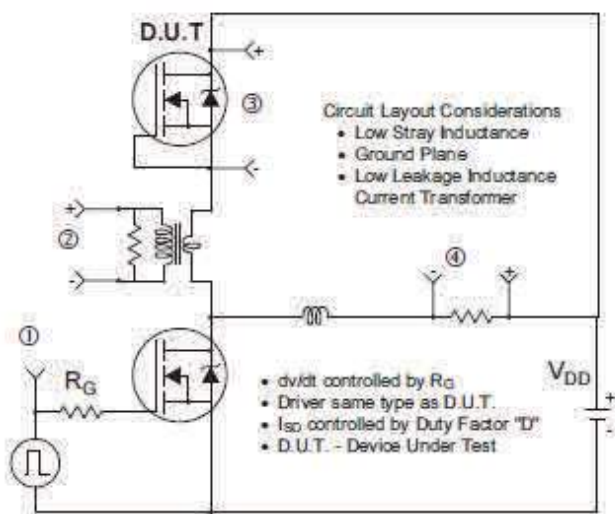 D.U.T
+
③
-
Circuit Layout Considerations
• Low Stray Inductance
• Ground Plane
• Low Leakage Inductance
Current Transformer
+
②
-
④
- +
①
RG
• dv/dt controlled by RG
• Driver same type as D.U.T.
• ISD controlled by Duty Factor "D"
• D.U.T. - Device Under Test
VDD
+
-